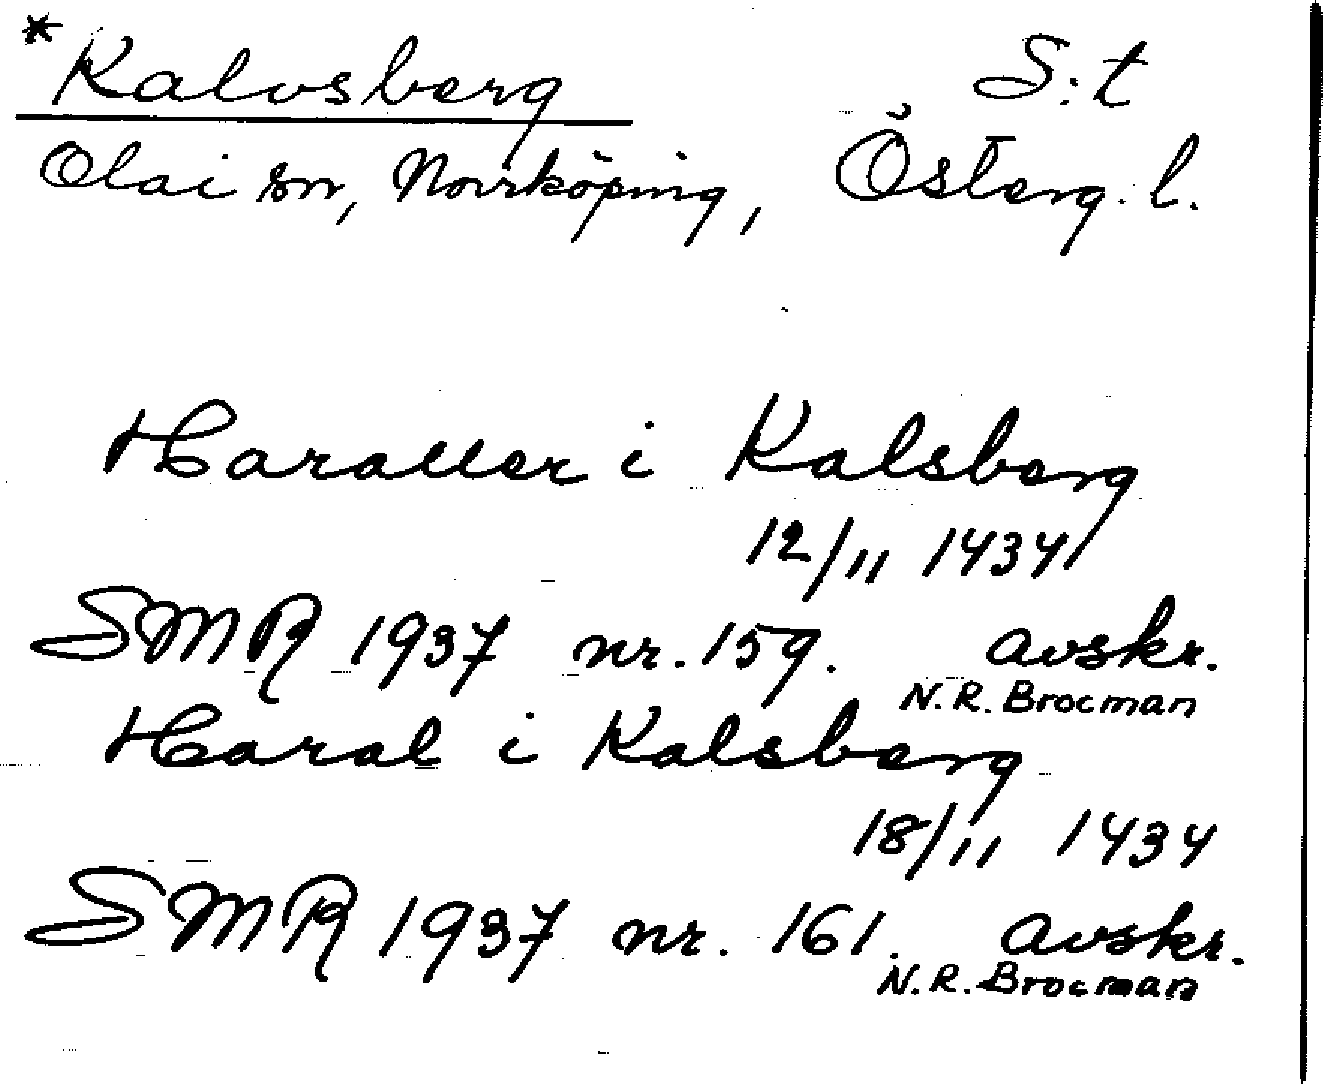 * Kalvsberg S:t
Olai sn, Norrköping, Österg. l.
Haraller i Kalsberg
12/11 1434
SMR 1937 nr. 159. avskr.
N. R. Brocman
Haral i Kalsberg
18/11 1434
SMR 1937 nr. 161. avskr.
N. R. Brocman